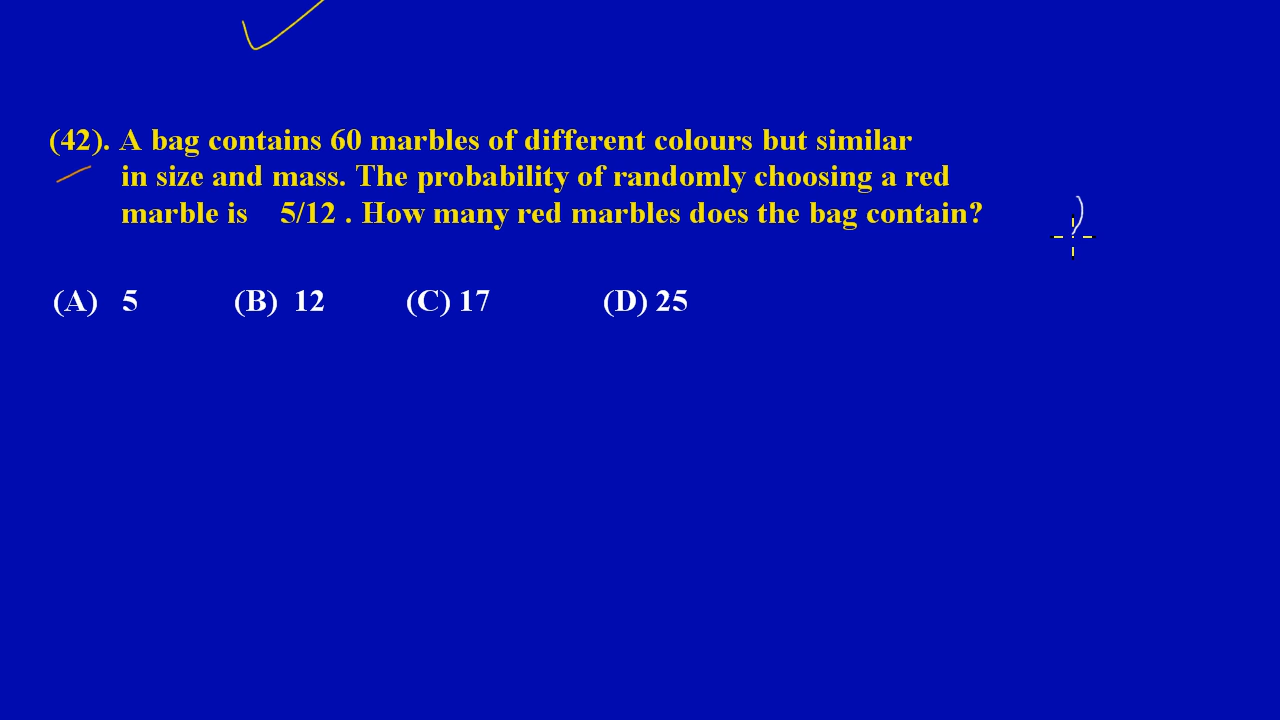 (42). A bag contains 60 marbles of different colours but similar
in size and mass. The probability of randomly choosing a red
marble is 5/12 . How many red marbles does the bag contain?
(A) 5 (B) 12 (C) 17 (D) 25